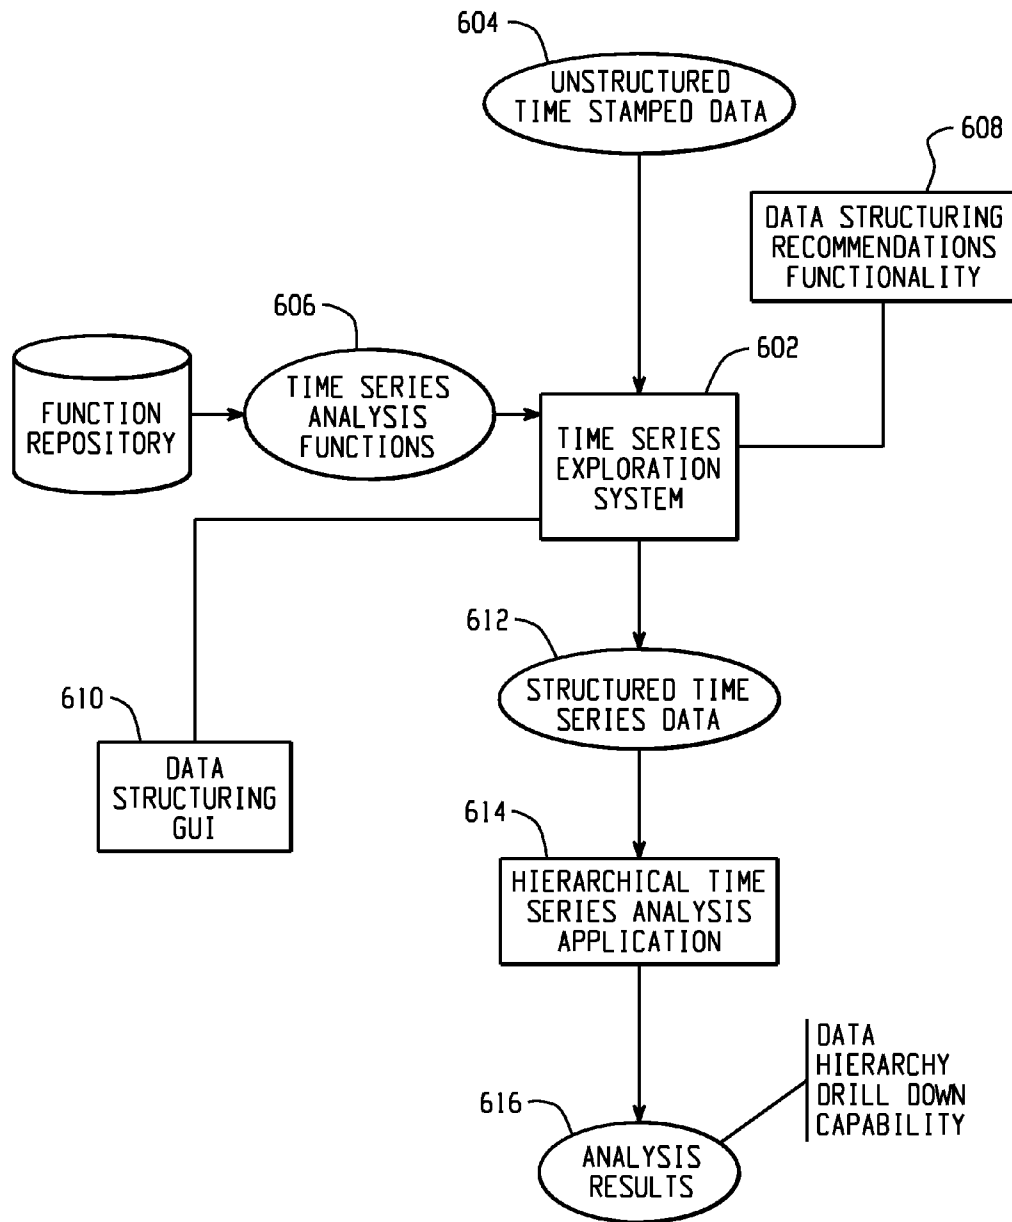 604
UNSTRUCTURED
TIME STAMPED DATA
608
DATA STRUCTURING
RECOMMENDATIONS
FUNCTIONALITY
606
602
FUNCTION
REPOSITORY
TIME SERIES
ANALYSIS
FUNCTIONS
TIME SERIES
EXPLORATION
SYSTEM
612
STRUCTURED TIME
SERIES DATA
610
DATA
STRUCTURING
GUI
614
HIERARCHICAL TIME
SERIES ANALYSIS
APPLICATION
DATA
HIERARCHY
DRILL DOWN
CAPABILITY
616
ANALYSIS
RESULTS